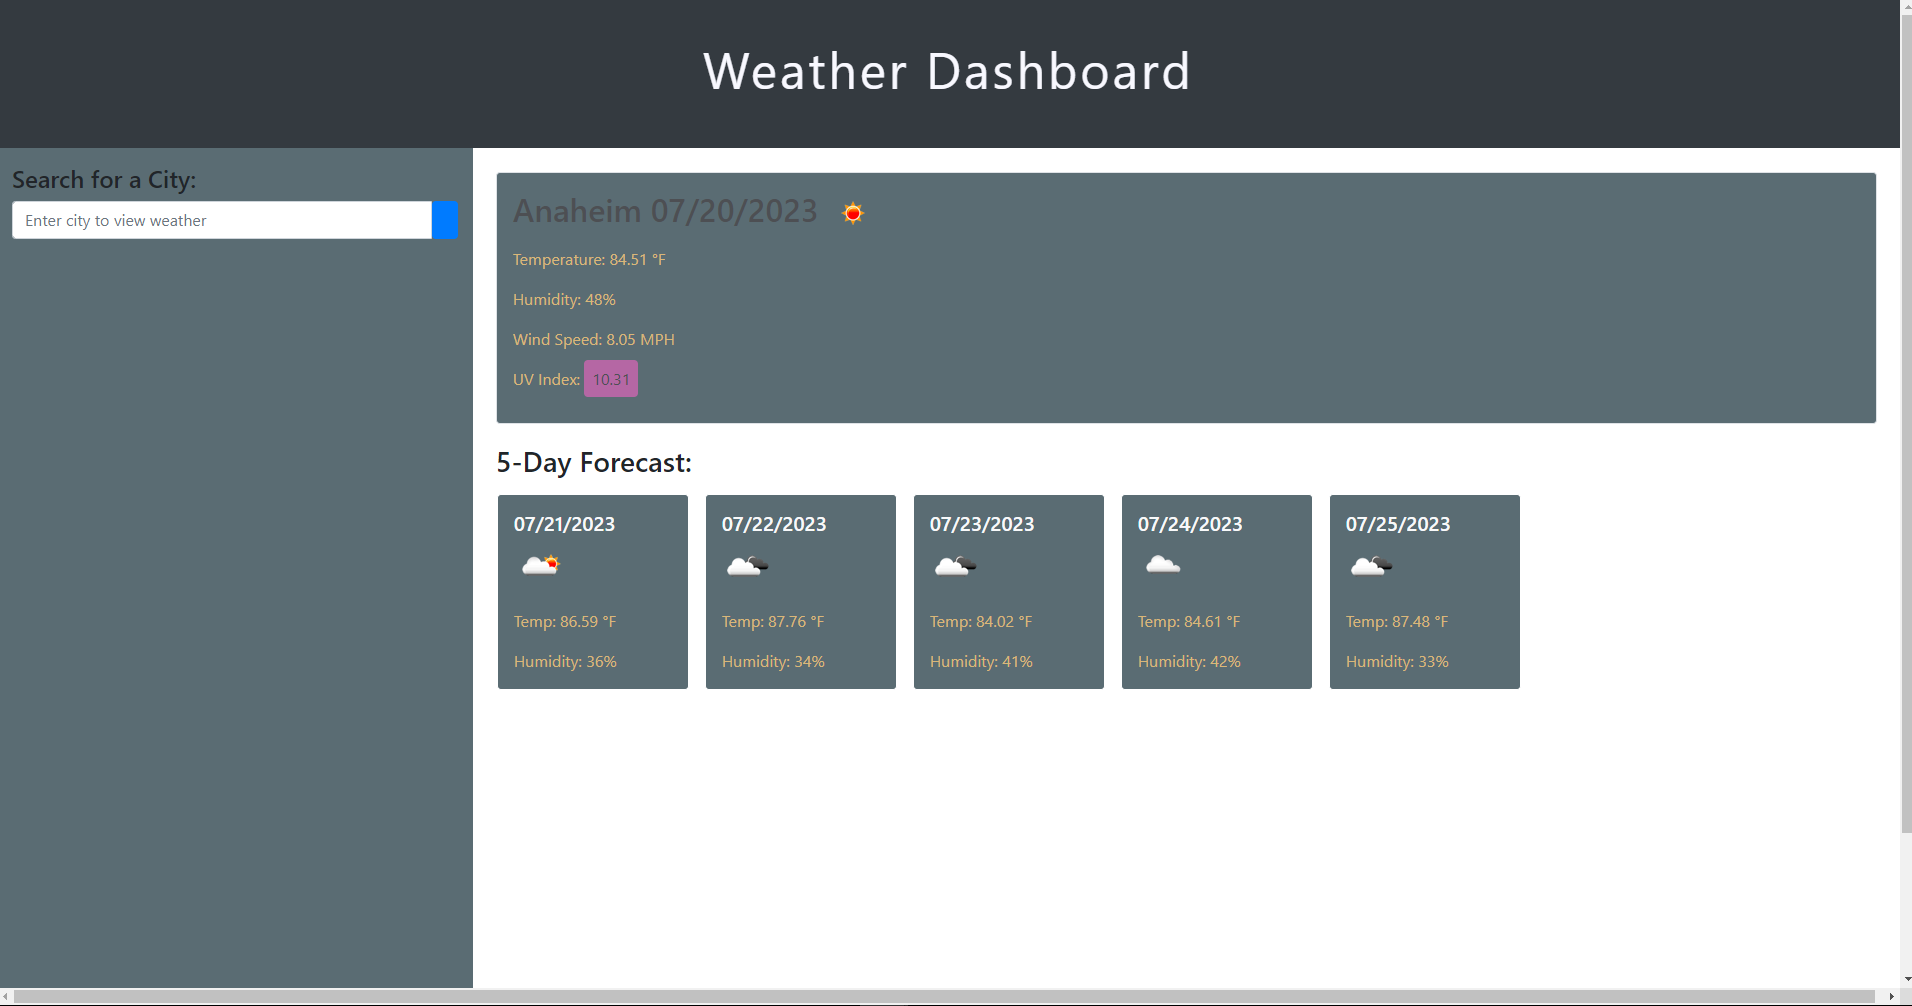 Weather Dashboard
Search for a City:
Enter city to view weather
Anaheim 07/20/2023
Temperature: 84.51 °F
Humidity: 48%
Wind Speed: 8.05 MPH
UV Index: 10.31
5-Day Forecast:
07/21/2023
Temp: 86.59 °F
Humidity: 36%
07/22/2023
Temp: 87.76 °F
Humidity: 34%
07/23/2023
Temp: 84.02 °F
Humidity: 41%
07/24/2023
Temp: 84.61 °F
Humidity: 42%
07/25/2023
Temp: 87.48 °F
Humidity: 33%